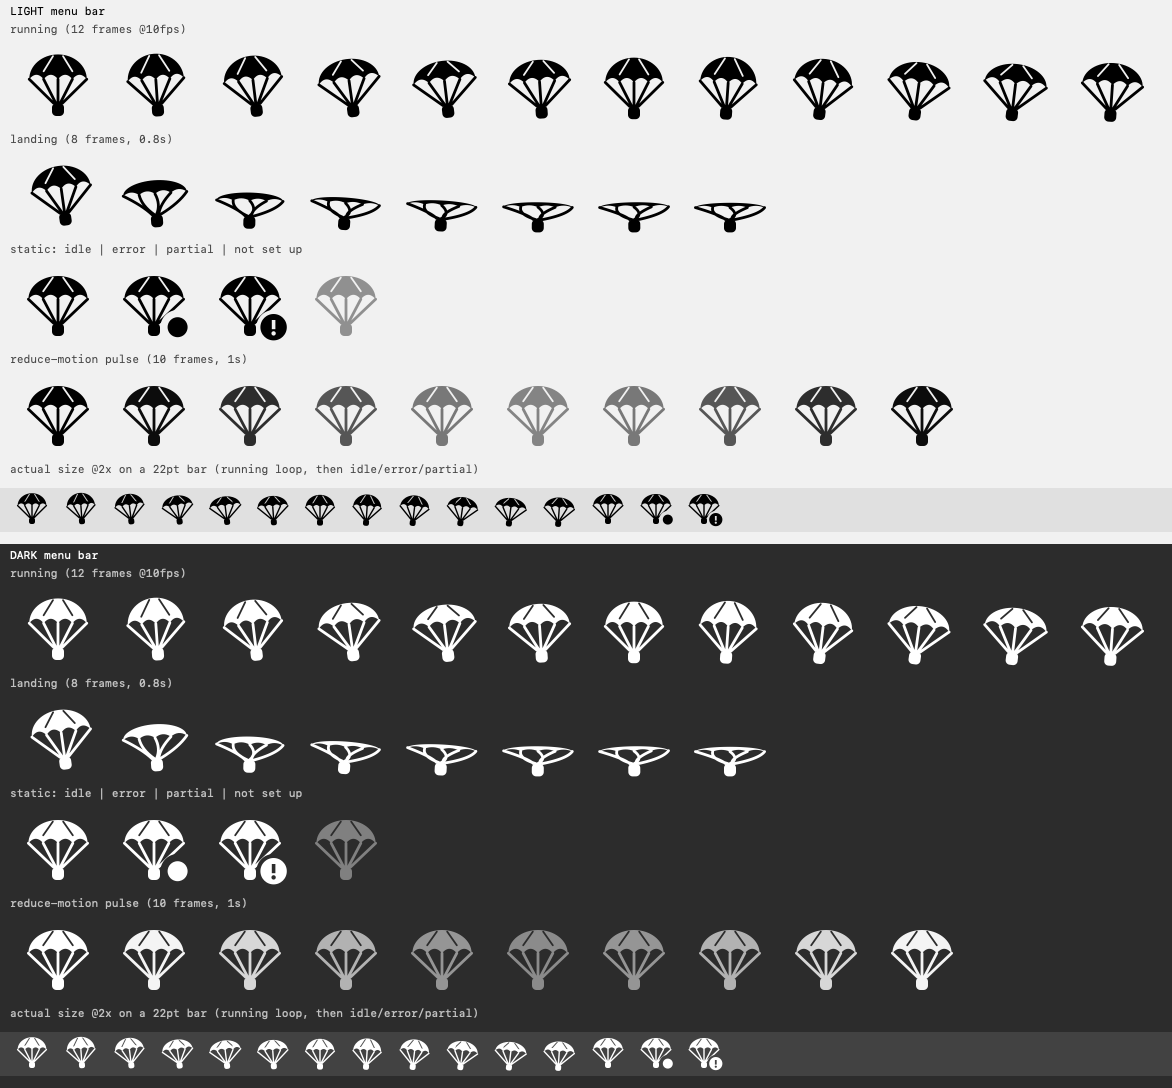 LIGHT menu bar
running (12 frames @10fps)
landing (8 frames, 0.8s)
static: idle | error | partial | not set up
reduce-motion pulse (10 frames, 1s)
actual size @2x on a 22pt bar (running loop, then idle/error/partial)
DARK menu bar
running (12 frames @10fps)
landing (8 frames, 0.8s)
static: idle | error | partial | not set up
reduce-motion pulse (10 frames, 1s)
actual size @2x on a 22pt bar (running loop, then idle/error/partial)